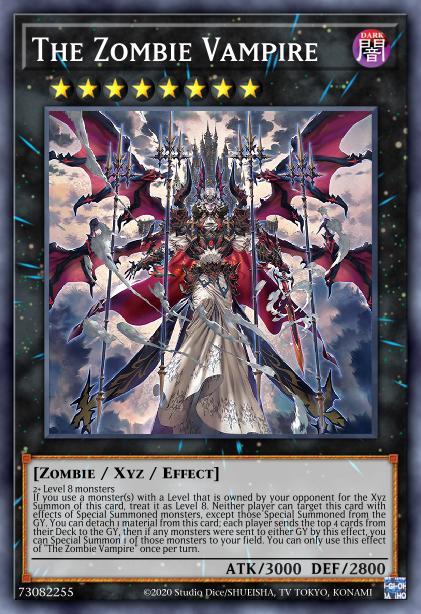 THE ZOMBIE VAMPIRE
DARK
闇
[ZOMBIE / XYZ / EFFECT]
2+ Level 8 monsters
If you use a monster(s) with a Level that is owned by your opponent for the Xyz
Summon of this card, treat it as Level 8. Neither player can target this card with
effects of Special Summoned monsters, except those Special Summoned from the
GY. You can detach 1 material from this card; each player sends the top 4 cards from
their Deck to the GY, then if any monsters were sent to either GY by this effect, you
can Special Summon 1 of those monsters to your field. You can only use this effect
of "The Zombie Vampire" once per turn.
ATK/3000 DEF/2800
73082255
©2020 Studio Dice/SHUEISHA, TV TOKYO, KONAMI